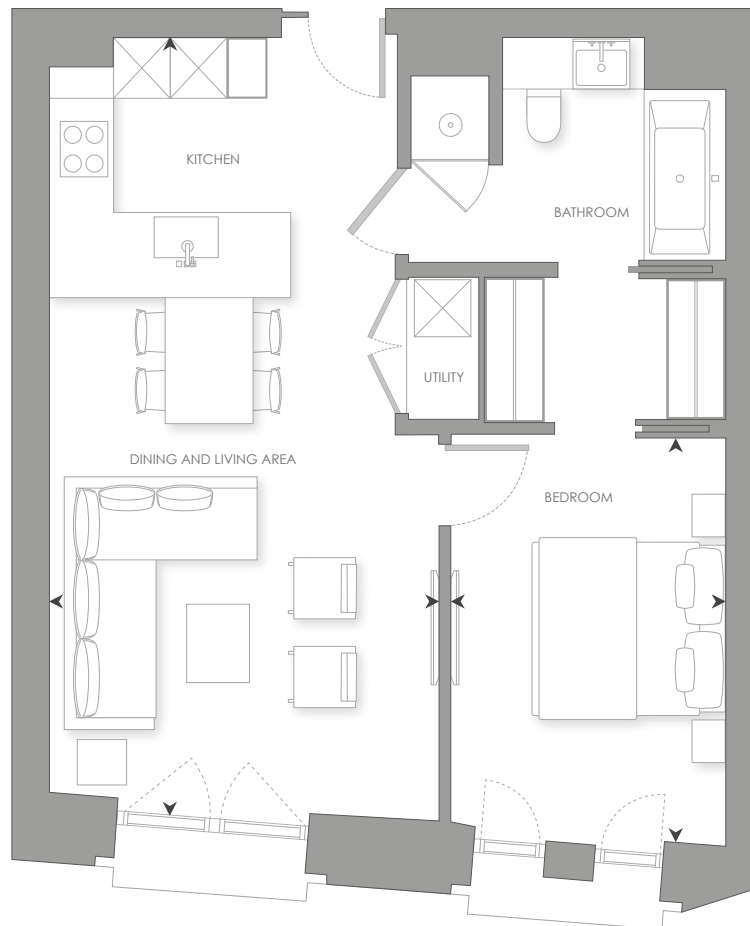 KITCHEN
BATHROOM
UTILITY
DINING AND LIVING AREA
BEDROOM